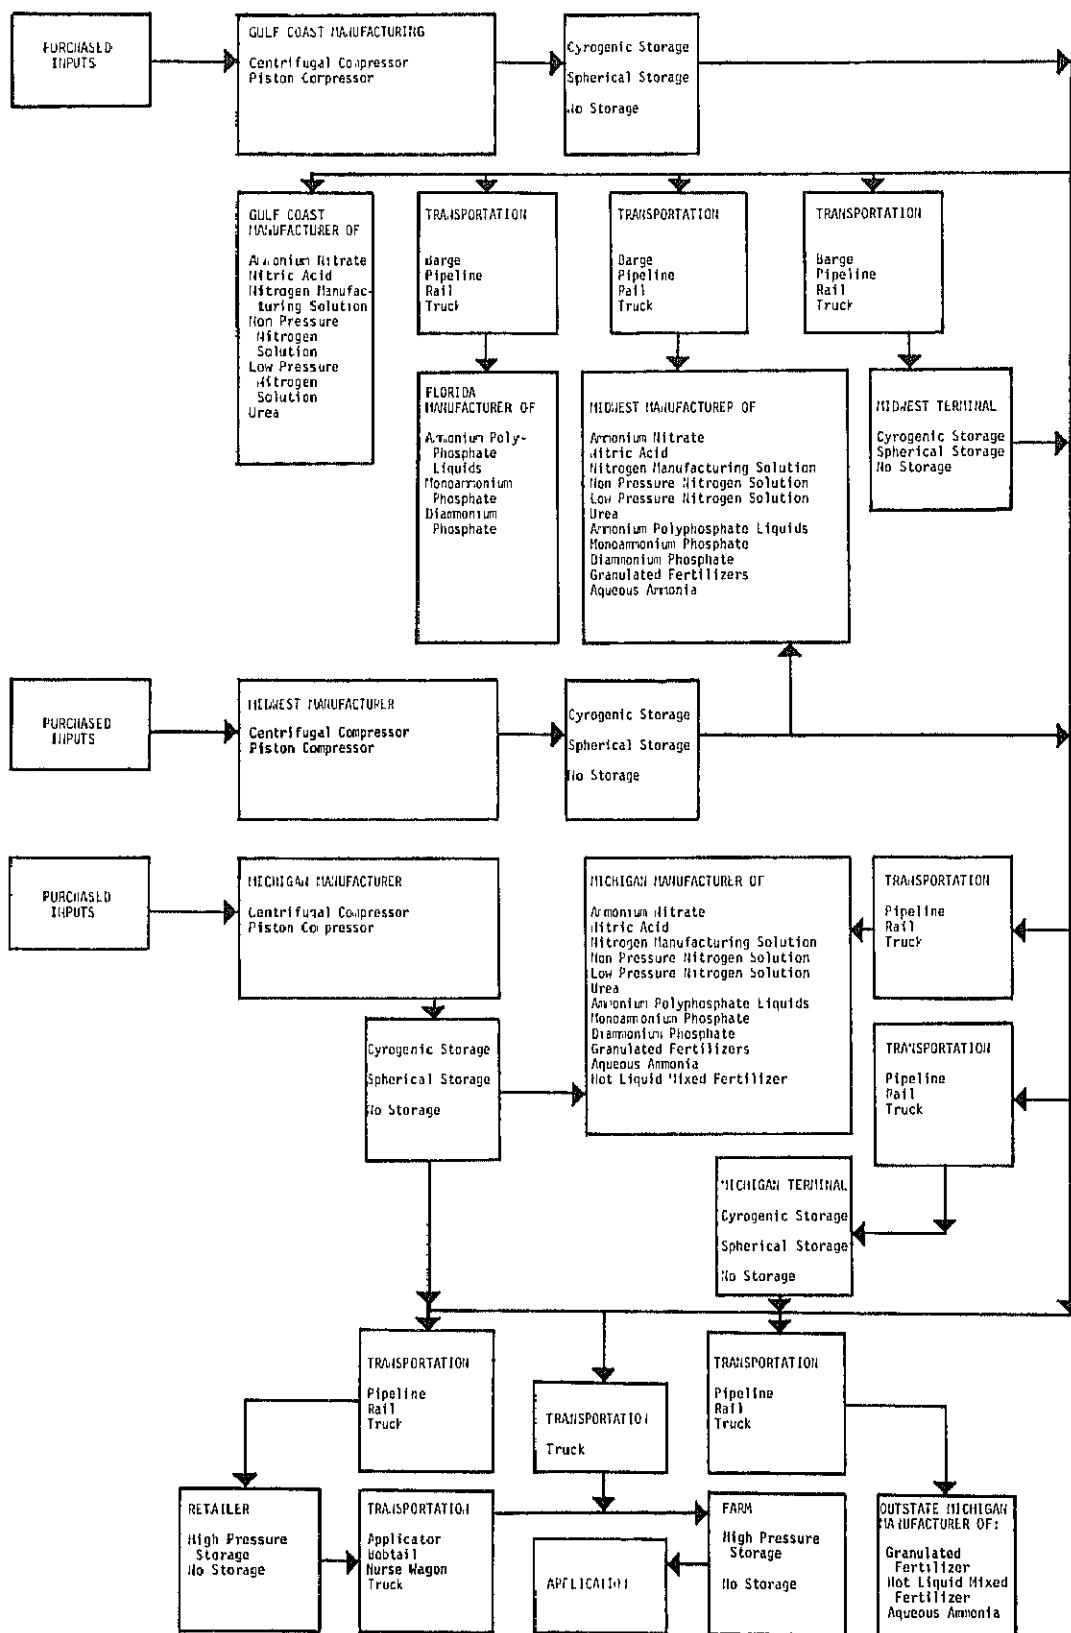 PURCHASED
INPUTS
GULF COAST MANUFACTURING
Centrifugal Compressor
Piston Compressor
Cyrogenic Storage
Spherical Storage
No Storage
GULF COAST
MANUFACTURER OF
Ammonium Nitrate
Nitric Acid
Nitrogen Manufac-
turing Solution
Non Pressure
Nitrogen
Solution
Low Pressure
Nitrogen
Solution
Urea
TRANSPORTATION
Barge
Pipeline
Rail
Truck
TRANSPORTATION
Barge
Pipeline
Rail
Truck
TRANSPORTATION
Barge
Pipeline
Rail
Truck
FLORIDA
MANUFACTURER OF
Ammonium Poly-
Phosphate
Liquids
Monoammonium
Phosphate
Diammonium
Phosphate
MIDWEST MANUFACTURER OF
Ammonium Nitrate
Nitric Acid
Nitrogen Manufacturing Solution
Non Pressure Nitrogen Solution
Low Pressure Nitrogen Solution
Urea
Ammonium Polyphosphate Liquids
Monoammonium Phosphate
Diammonium Phosphate
Granulated Fertilizers
Aqueous Ammonia
MIDWEST TERMINAL
Cyrogenic Storage
Spherical Storage
No Storage
PURCHASED
INPUTS
MIDWEST MANUFACTURER
Centrifugal Compressor
Piston Compressor
Cyrogenic Storage
Spherical Storage
No Storage
PURCHASED
INPUTS
MICHIGAN MANUFACTURER
Centrifugal Compressor
Piston Compressor
MICHIGAN MANUFACTURER OF
Ammonium Nitrate
Nitric Acid
Nitrogen Manufacturing Solution
Non Pressure Nitrogen Solution
Low Pressure Nitrogen Solution
Urea
Ammonium Polyphosphate Liquids
Monoammonium Phosphate
Diammonium Phosphate
Granulated Fertilizers
Aqueous Ammonia
Hot Liquid Mixed Fertilizer
TRANSPORTATION
Pipeline
Rail
Truck
Cyrogenic Storage
Spherical Storage
No Storage
TRANSPORTATION
Pipeline
Rail
Truck
MICHIGAN TERMINAL
Cyrogenic Storage
Spherical Storage
No Storage
TRANSPORTATION
Pipeline
Rail
Truck
TRANSPORTATION
Truck
TRANSPORTATION
Pipeline
Rail
Truck
RETAILER
High Pressure
Storage
No Storage
TRANSPORTATION
Applicator
Bobtail
Nurse Wagon
Truck
APPLICATION
FARM
High Pressure
Storage
No Storage
OUTSTATE MICHIGAN
MANUFACTURER OF:
Granulated
Fertilizer
Hot Liquid Mixed
Fertilizer
Aqueous Ammonia